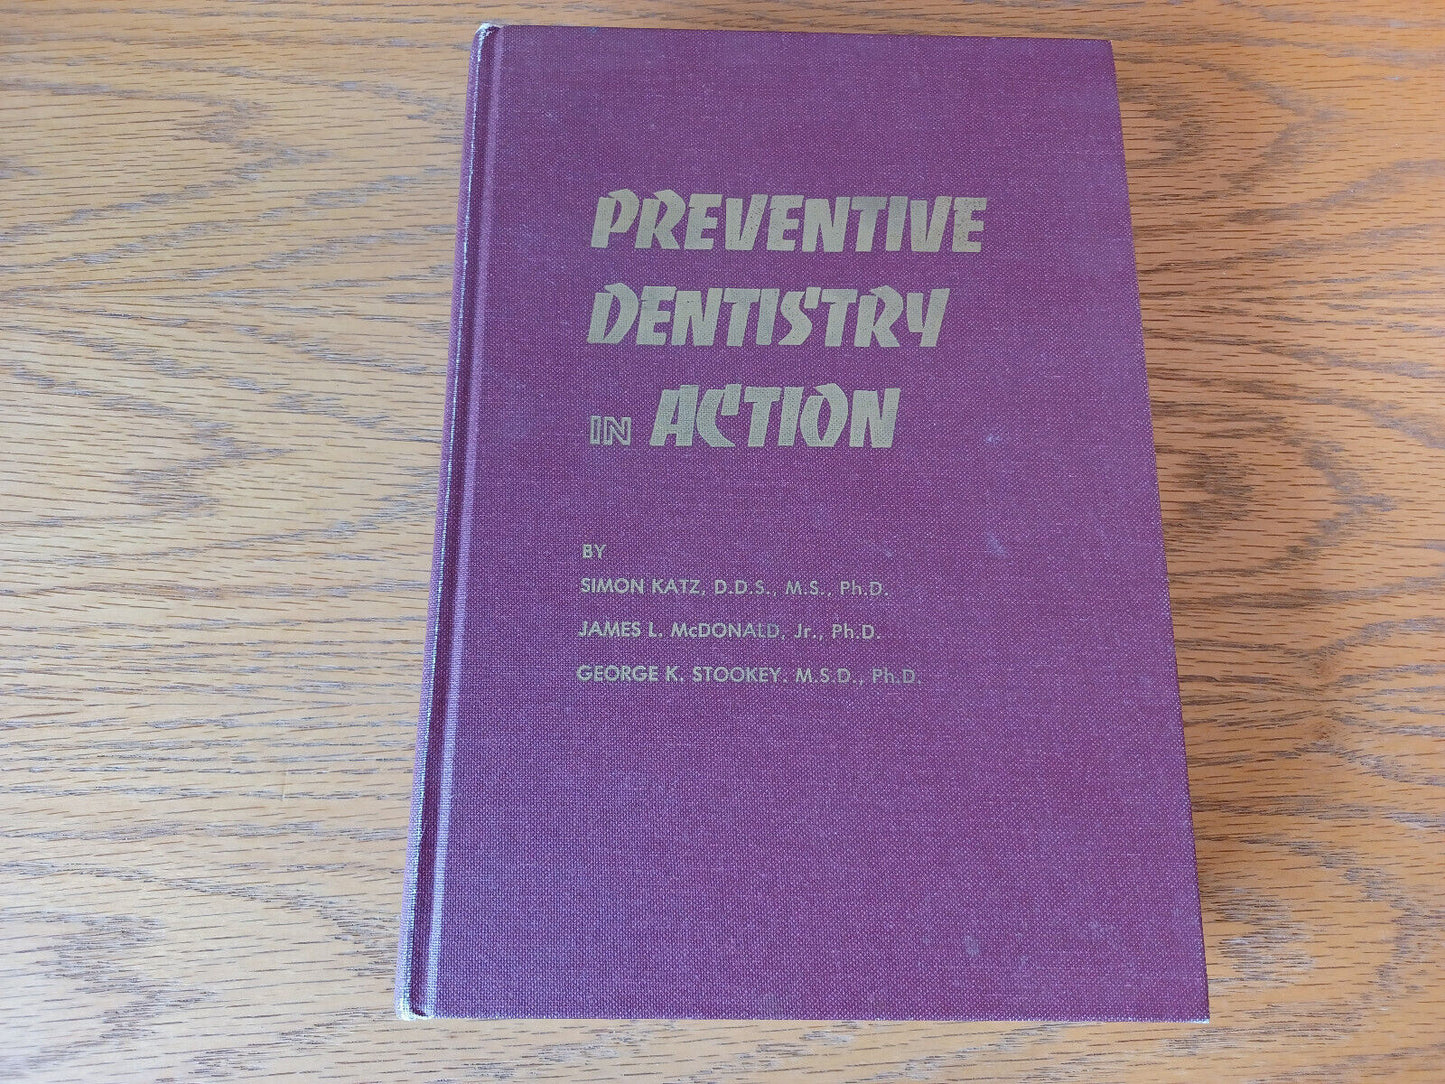 PREVENTIVE
DENTISTRY
IN ACTION
BY
SIMON KATZ, D.D.S., M.S., Ph.D.
JAMES L. McDONALD, Jr., Ph.D.
GEORGE K. STOOKEY, M.S.D., Ph.D.